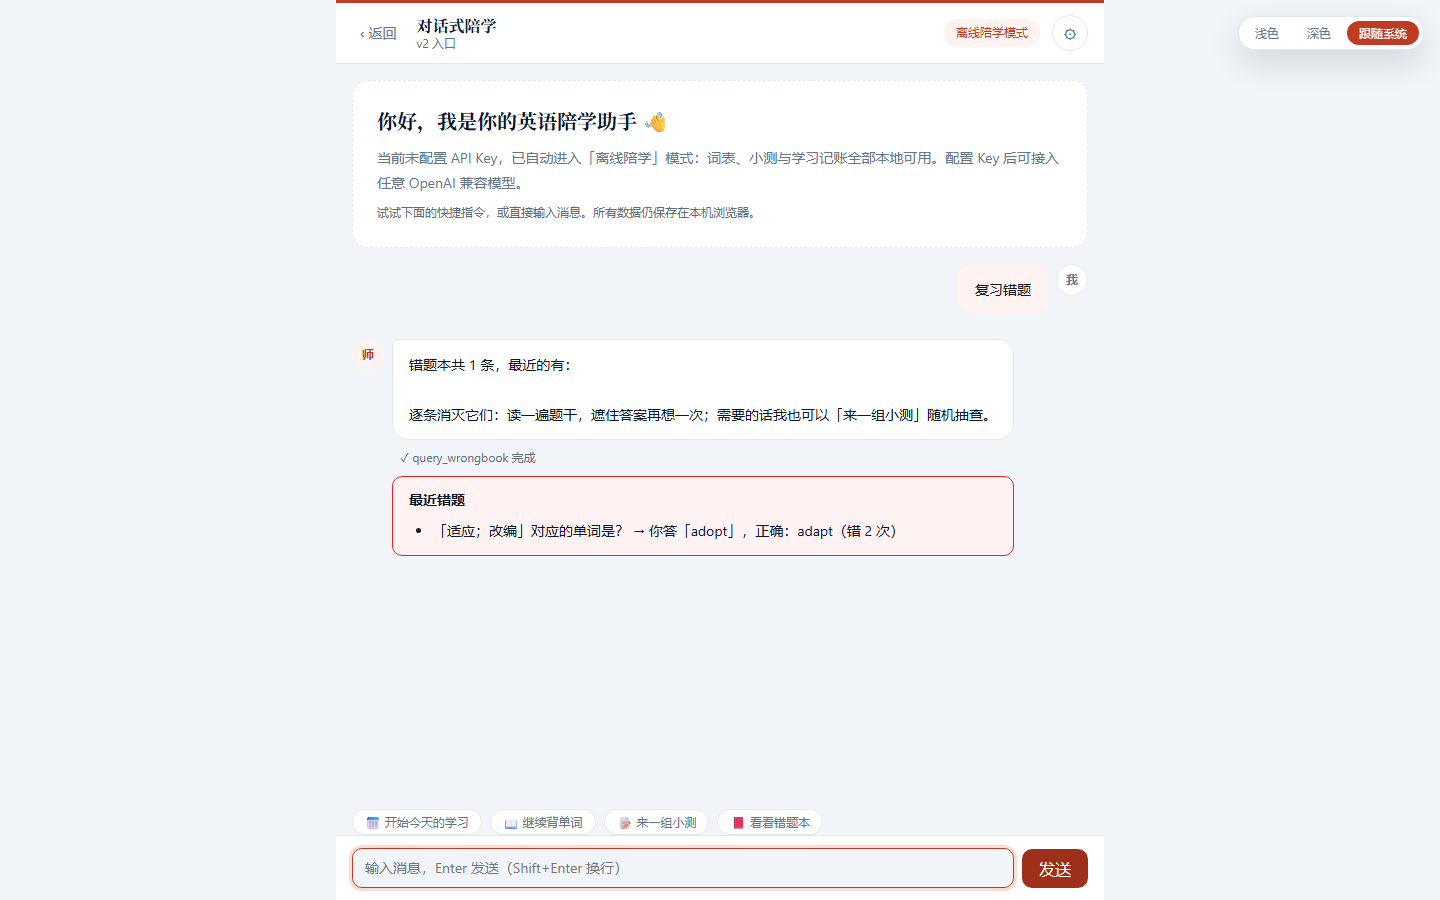 ‹ 返回
对话式陪学
v2 入口
离线陪学模式
浅色
深色
跟随系统
你好，我是你的英语陪学助手 👋
当前未配置 API Key，已自动进入「离线陪学」模式：词表、小测与学习记账全部本地可用。配置 Key 后可接入
任意 OpenAI 兼容模型。
试试下面的快捷指令，或直接输入消息。所有数据仍保存在本机浏览器。
复习错题
我
师
错题本共 1 条，最近的有：
逐条消灭它们：读一遍题干，遮住答案再想一次；需要的话我也可以「来一组小测」随机抽查。
✓ query_wrongbook 完成
最近错题
• 「适应；改编」对应的单词是？ → 你答「adopt」，正确：adapt（错 2 次）
开始今天的学习
继续背单词
来一组小测
看看错题本
输入消息，Enter 发送（Shift+Enter 换行）
发送